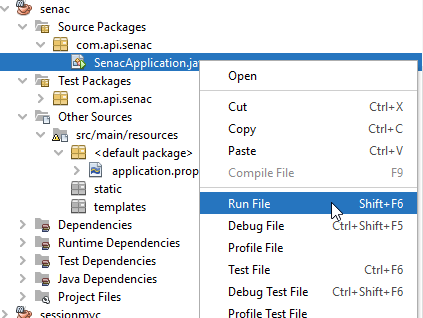 senac
Source Packages
com.api.senac
SenacApplication.ja
Test Packages
com.api.senac
Other Sources
src/main/resources
<default package>
application.prop
static
templates
Dependencies
Runtime Dependencies
Test Dependencies
Java Dependencies
Project Files
sessionmvc
Open
Cut Ctrl+X
Copy Ctrl+C
Paste Ctrl+V
Compile File F9
Run File Shift+F6
Debug File Ctrl+Shift+F5
Profile File
Test File Ctrl+F6
Debug Test File Ctrl+Shift+F6
Profile Test File